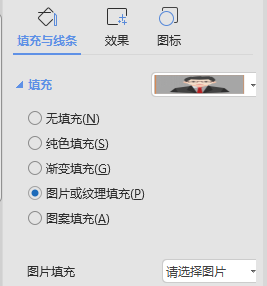 填充与线条 效果 图标
填充
无填充(N)
纯色填充(S)
渐变填充(G)
图片或纹理填充(P)
图案填充(A)
图片填充 请选择图片